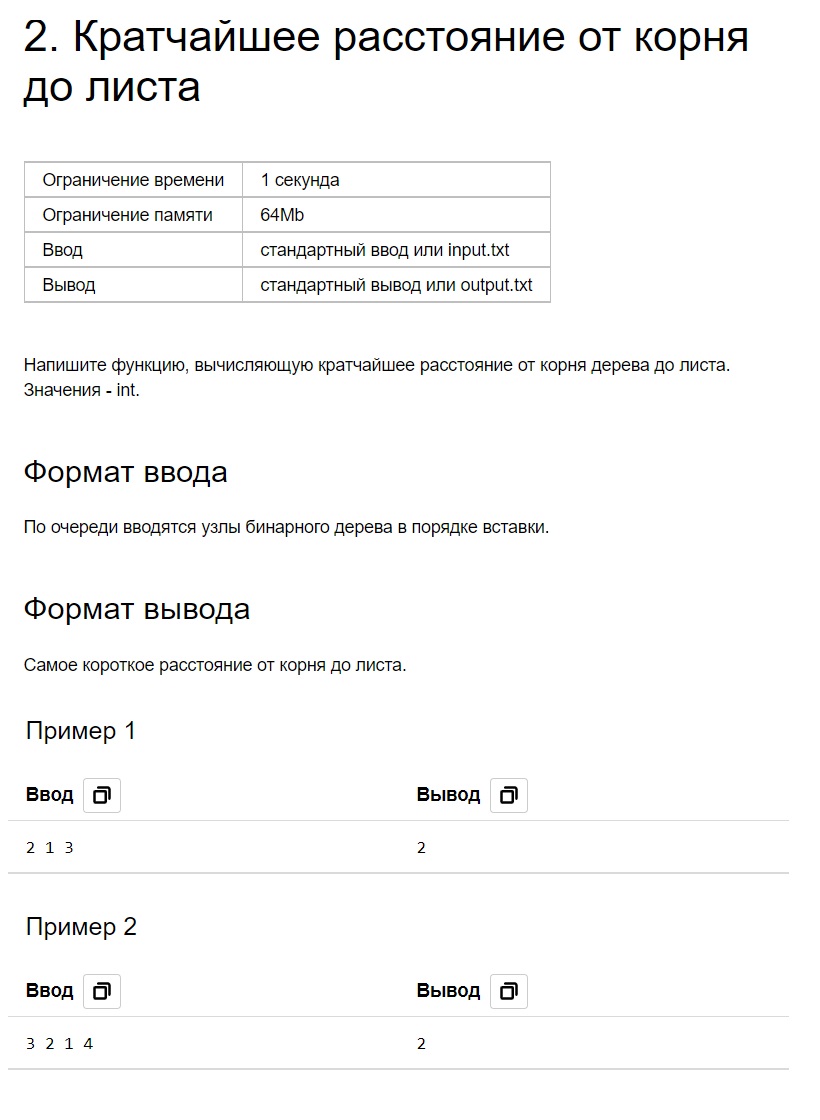 2. Кратчайшее расстояние от корня
до листа
Ограничение времени 1 секунда
Ограничение памяти 64Mb
Ввод стандартный ввод или input.txt
Вывод стандартный вывод или output.txt
Напишите функцию, вычисляющую кратчайшее расстояние от корня дерева до листа.
Значения - int.
Формат ввода
По очереди вводятся узлы бинарного дерева в порядке вставки.
Формат вывода
Самое короткое расстояние от корня до листа.
Пример 1
Ввод Вывод
2 1 3 2
Пример 2
Ввод Вывод
3 2 1 4 2